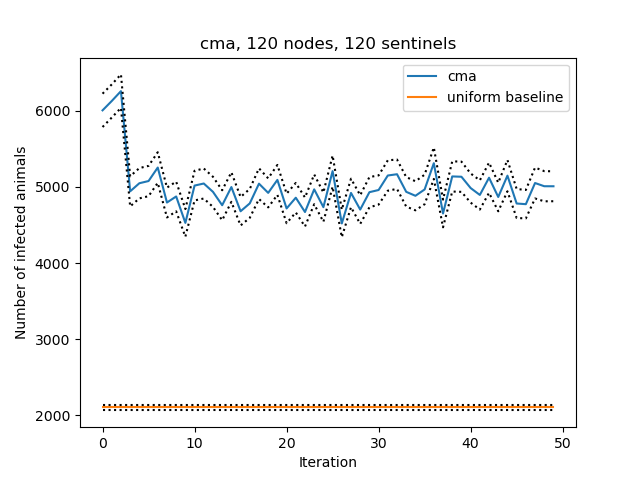 cma, 120 nodes, 120 sentinels
cma
uniform baseline
Number of infected animals
6000
5000
4000
3000
2000
0 10 20 30 40 50
Iteration